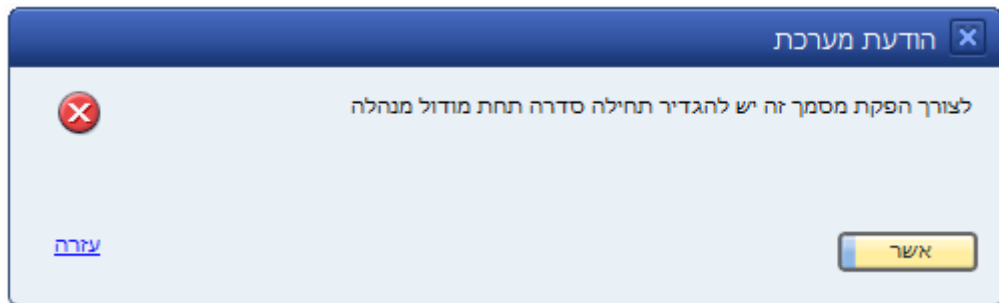 הודעת מערכת
לצורך הפקת מסמך זה יש להגדיר תחילה סדרה תחת מודול מנהלה
אשר
עזרה